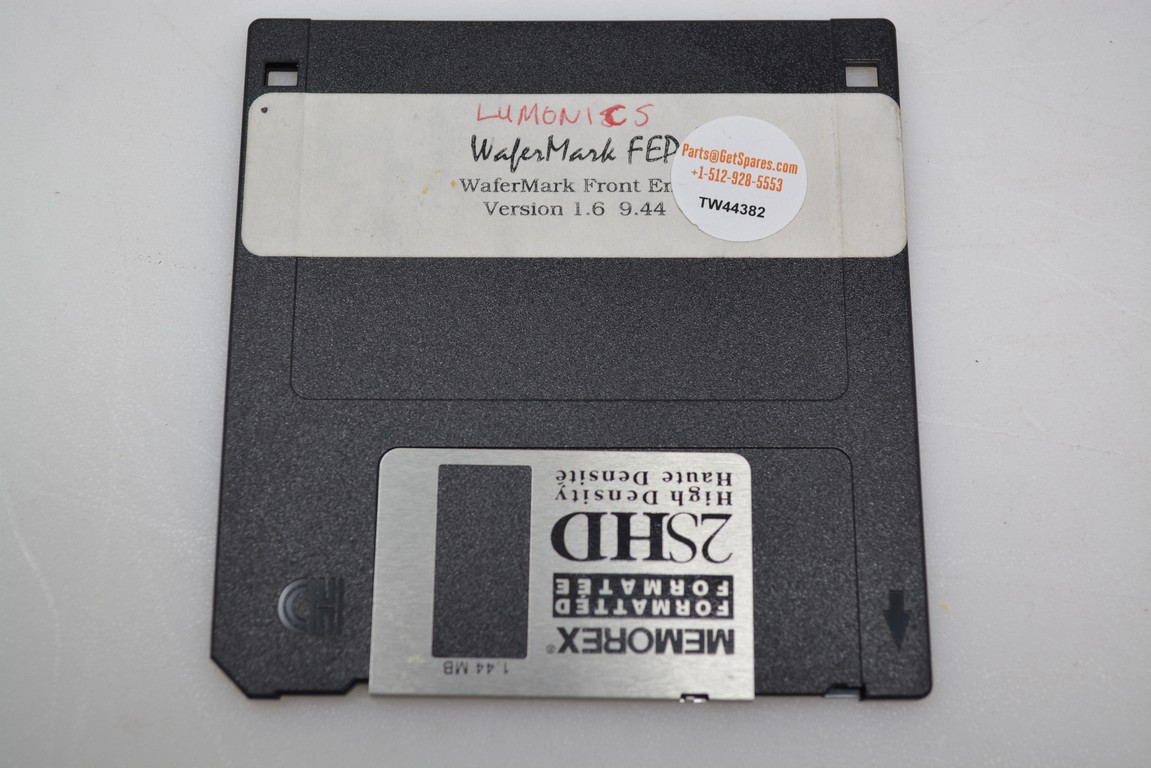 LUMONICS
WaferMark FEP
WaferMark Front
Version 1.6 9.44
Parts@GetSpares.com
+1-512-928-5553
TW44382
Haute Densité
High Density
2SHD
FORMATÉE
FORMATTED
MEMOREX®
1.44 MB
HD